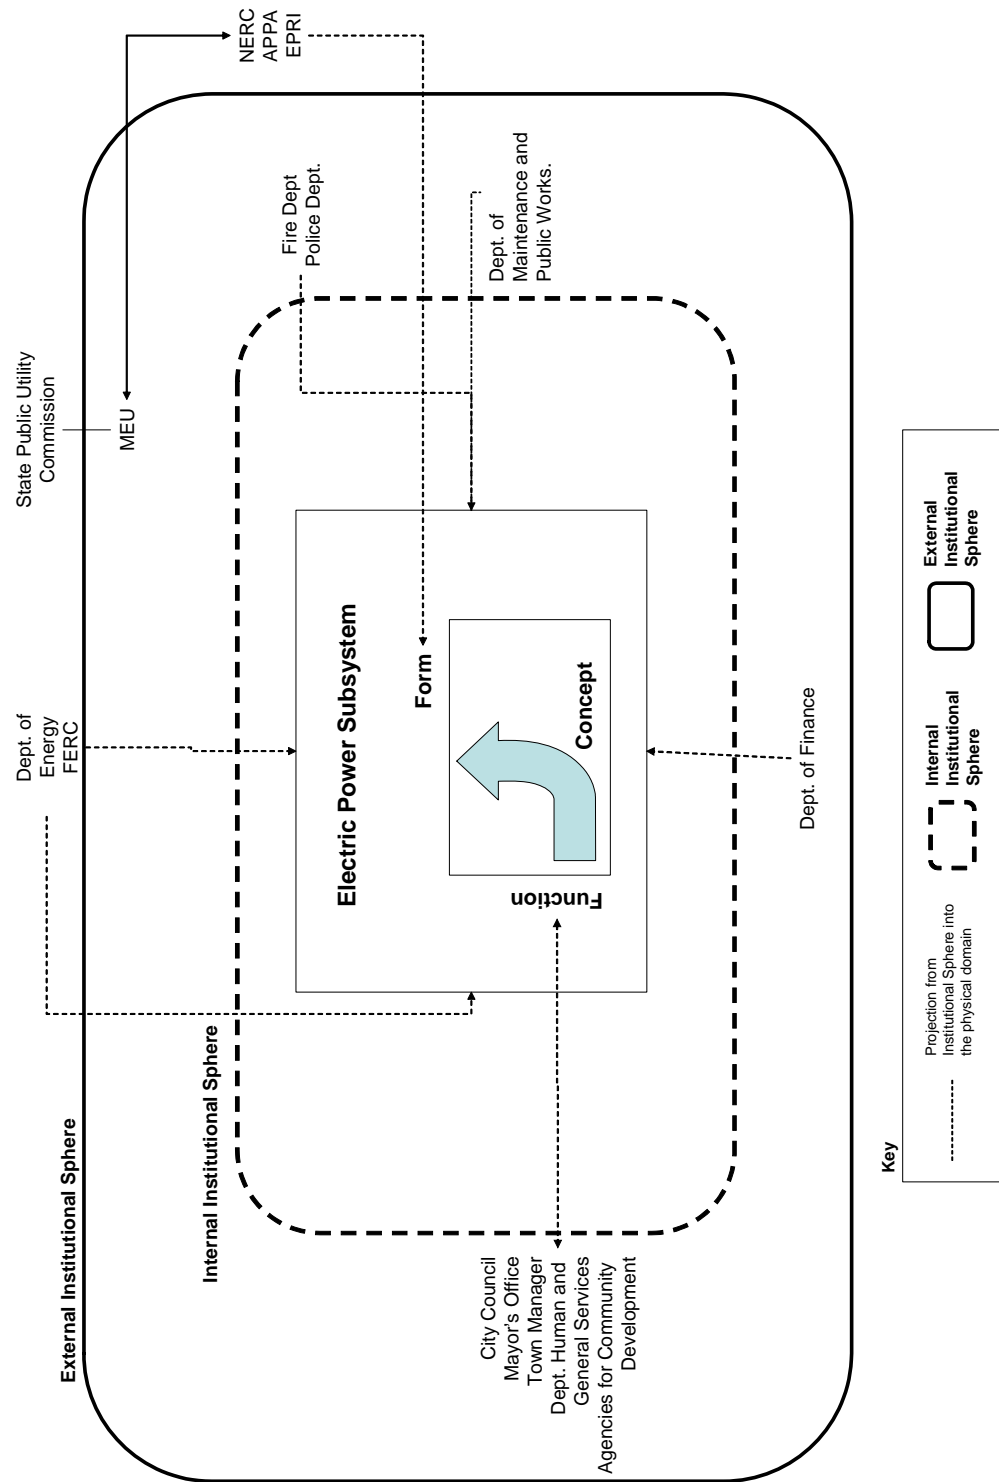 External Institutional Sphere
Internal Institutional Sphere
Dept. of
Energy
FERC
State Public Utility
Commission
MEU
NERC
APPA
EPRI
Fire Dept
Police Dept.
Dept. of
Maintenance and
Public Works.
Electric Power Subsystem
Form
Function
Concept
City Council
Mayor's Office
Town Manager
Dept. Human and
General Services
Agencies for Community
Development
Dept. of Finance
Key
Projection from
Institutional Sphere into
the physical domain
Internal
Institutional
Sphere
External
Institutional
Sphere